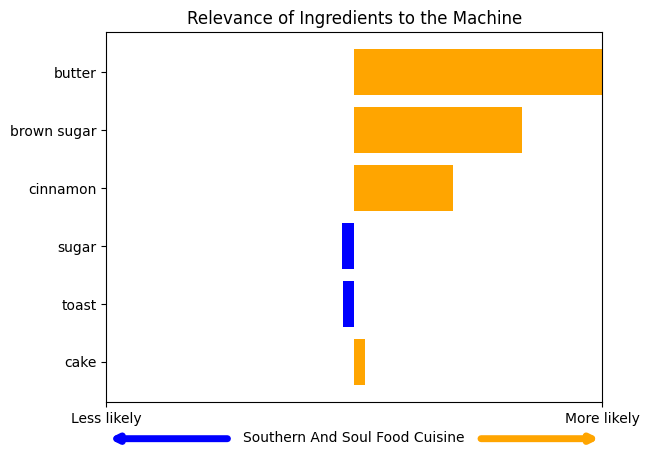 Relevance of Ingredients to the Machine
butter
brown sugar
cinnamon
sugar
toast
cake
Less likely More likely
Southern And Soul Food Cuisine